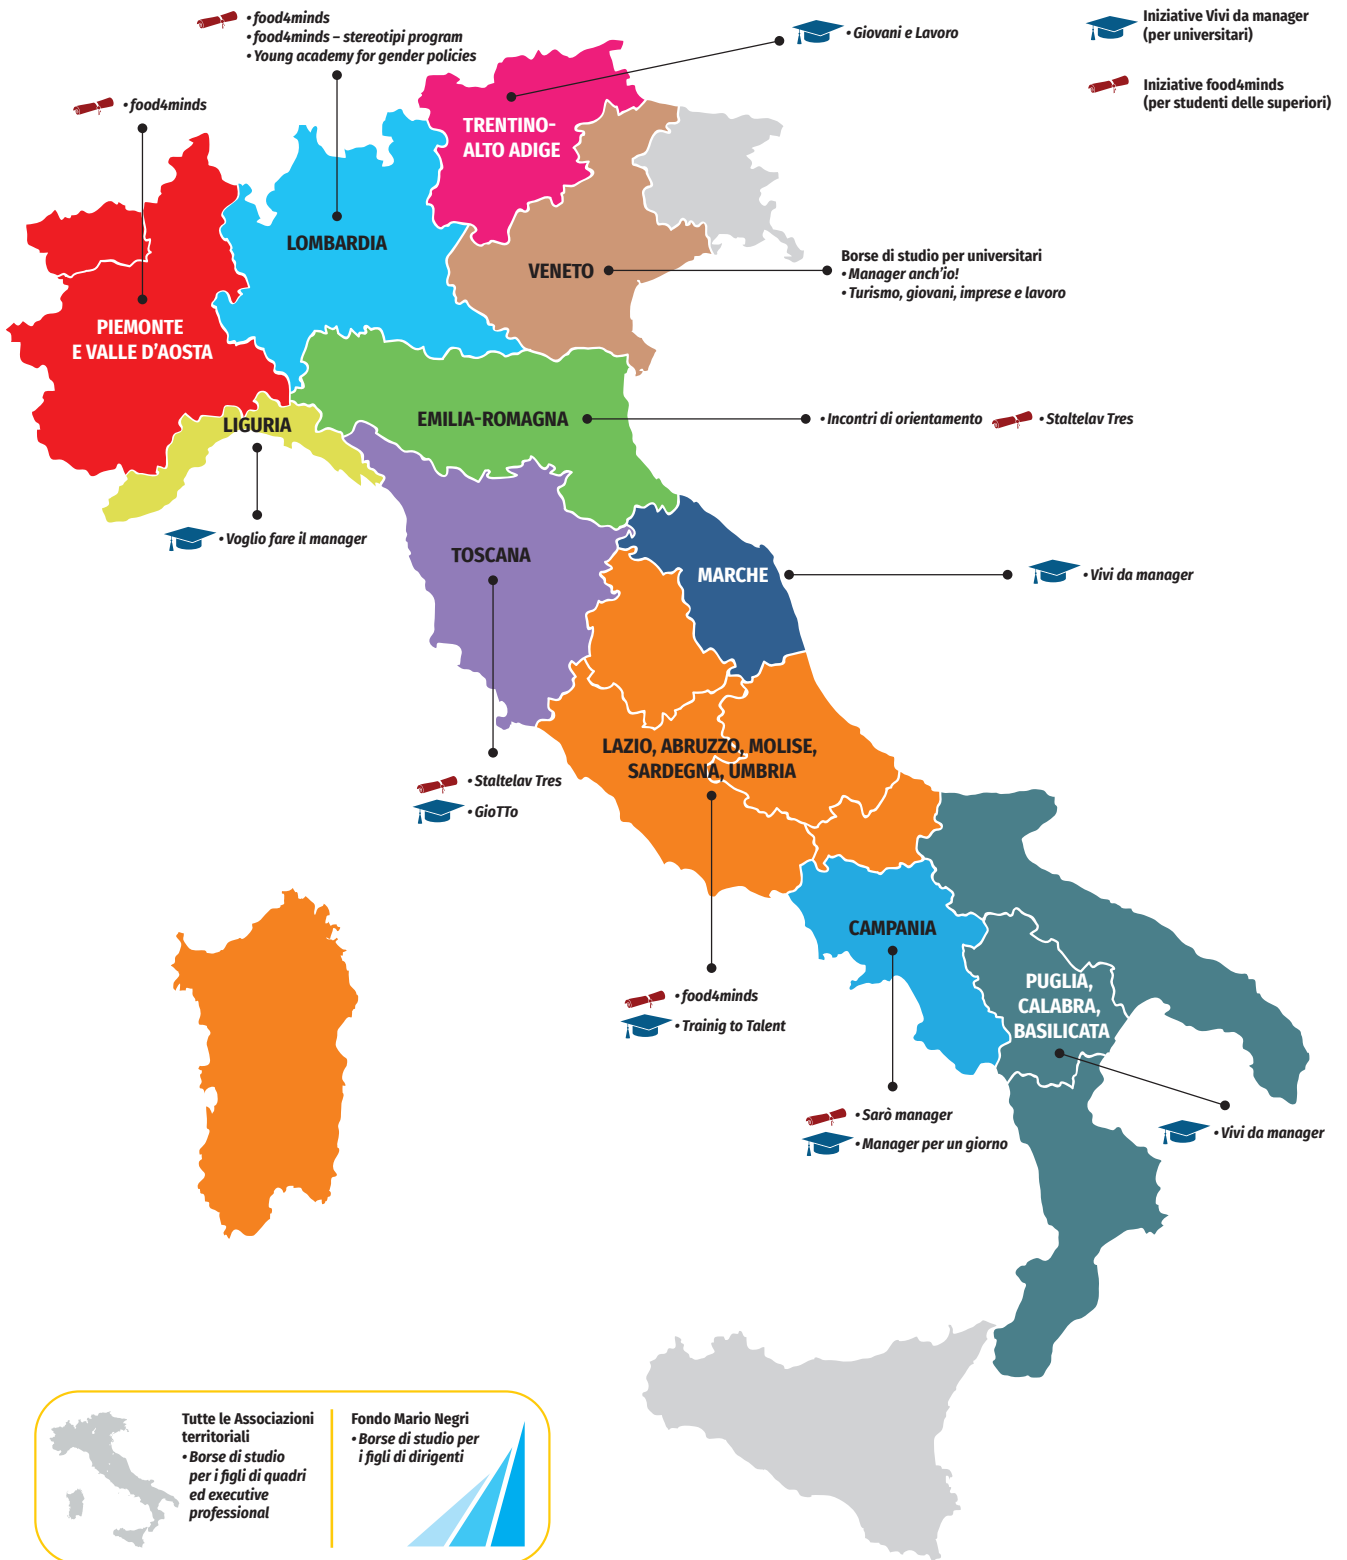 • food4minds
• food4minds – stereotipi program
• Young academy for gender policies
• Giovani e Lavoro
Iniziative Vivi da manager
(per universitari)
Iniziative food4minds
(per studenti delle superiori)
• food4minds
TRENTINO-
ALTO ADIGE
LOMBARDIA
VENETO
Borse di studio per universitari
• Manager anch'io!
• Turismo, giovani, imprese e lavoro
PIEMONTE
E VALLE D'AOSTA
LIGURIA
EMILIA-ROMAGNA
• Incontri di orientamento
• Staltelav Tres
• Voglio fare il manager
TOSCANA
MARCHE
• Vivi da manager
LAZIO, ABRUZZO, MOLISE,
SARDEGNA, UMBRIA
• Staltelav Tres
• GioTTo
CAMPANIA
PUGLIA,
CALABRA,
BASILICATA
• food4minds
• Trainig to Talent
• Sarò manager
• Manager per un giorno
• Vivi da manager
Tutte le Associazioni
territoriali
• Borse di studio
per i figli di quadri
ed executive
professional
Fondo Mario Negri
• Borse di studio per
i figli di dirigenti